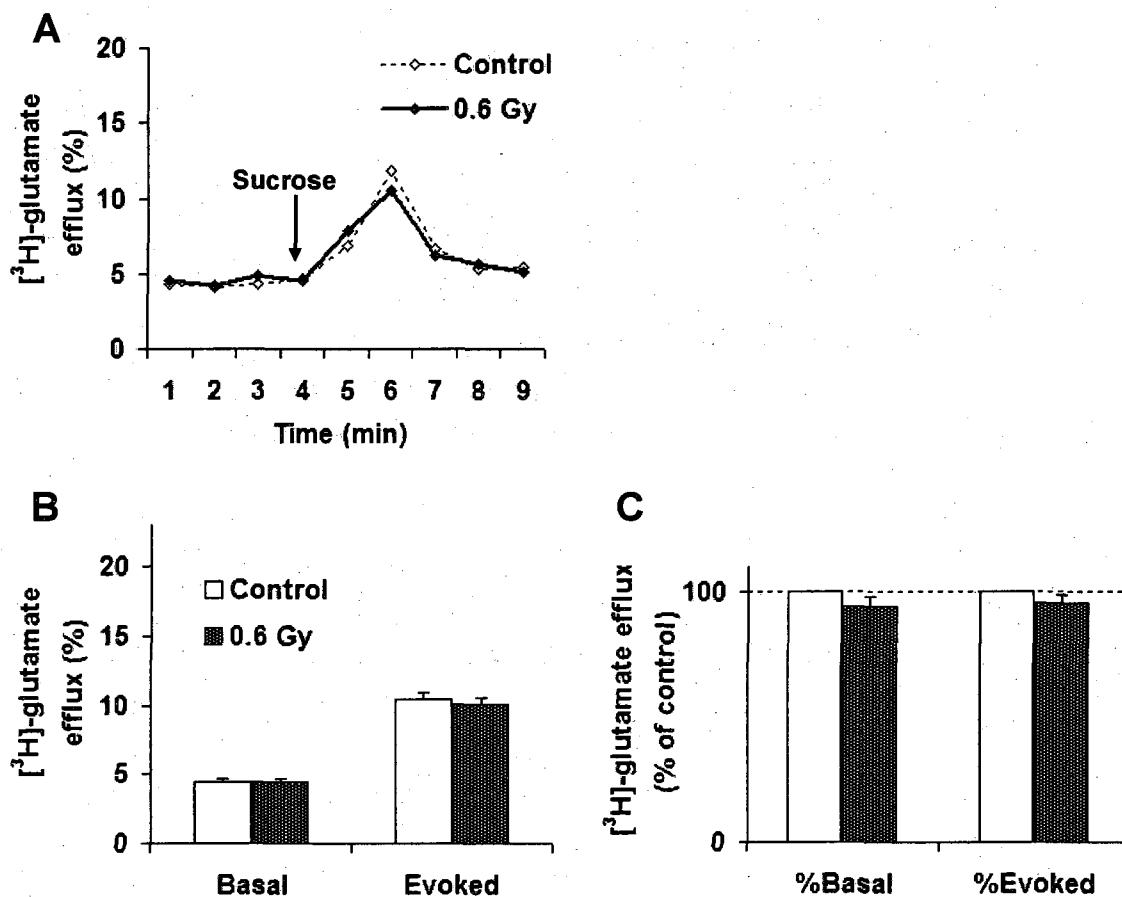 A
20
15
10
5
0
[³H]-glutamate
efflux (%)
Control
0.6 Gy
Sucrose
1 2 3 4 5 6 7 8 9
Time (min)
B
20
15
10
5
0
[³H]-glutamate
efflux (%)
Control
0.6 Gy
Basal Evoked
C
100
0
[³H]-glutamate efflux
(% of control)
%Basal %Evoked